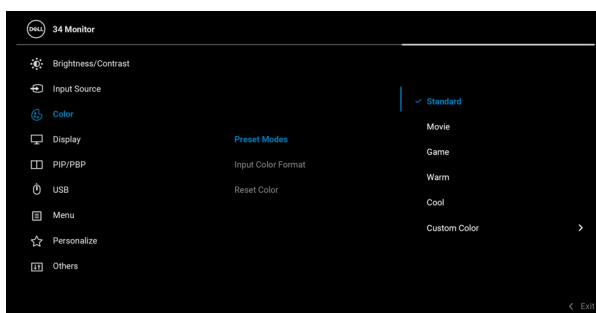 DELL 34 Monitor
Brightness/Contrast
Input Source
Color
Display
PIP/PBP
USB
Menu
Personalize
Others
Preset Modes
Input Color Format
Reset Color
Standard
Movie
Game
Warm
Cool
Custom Color
Exit